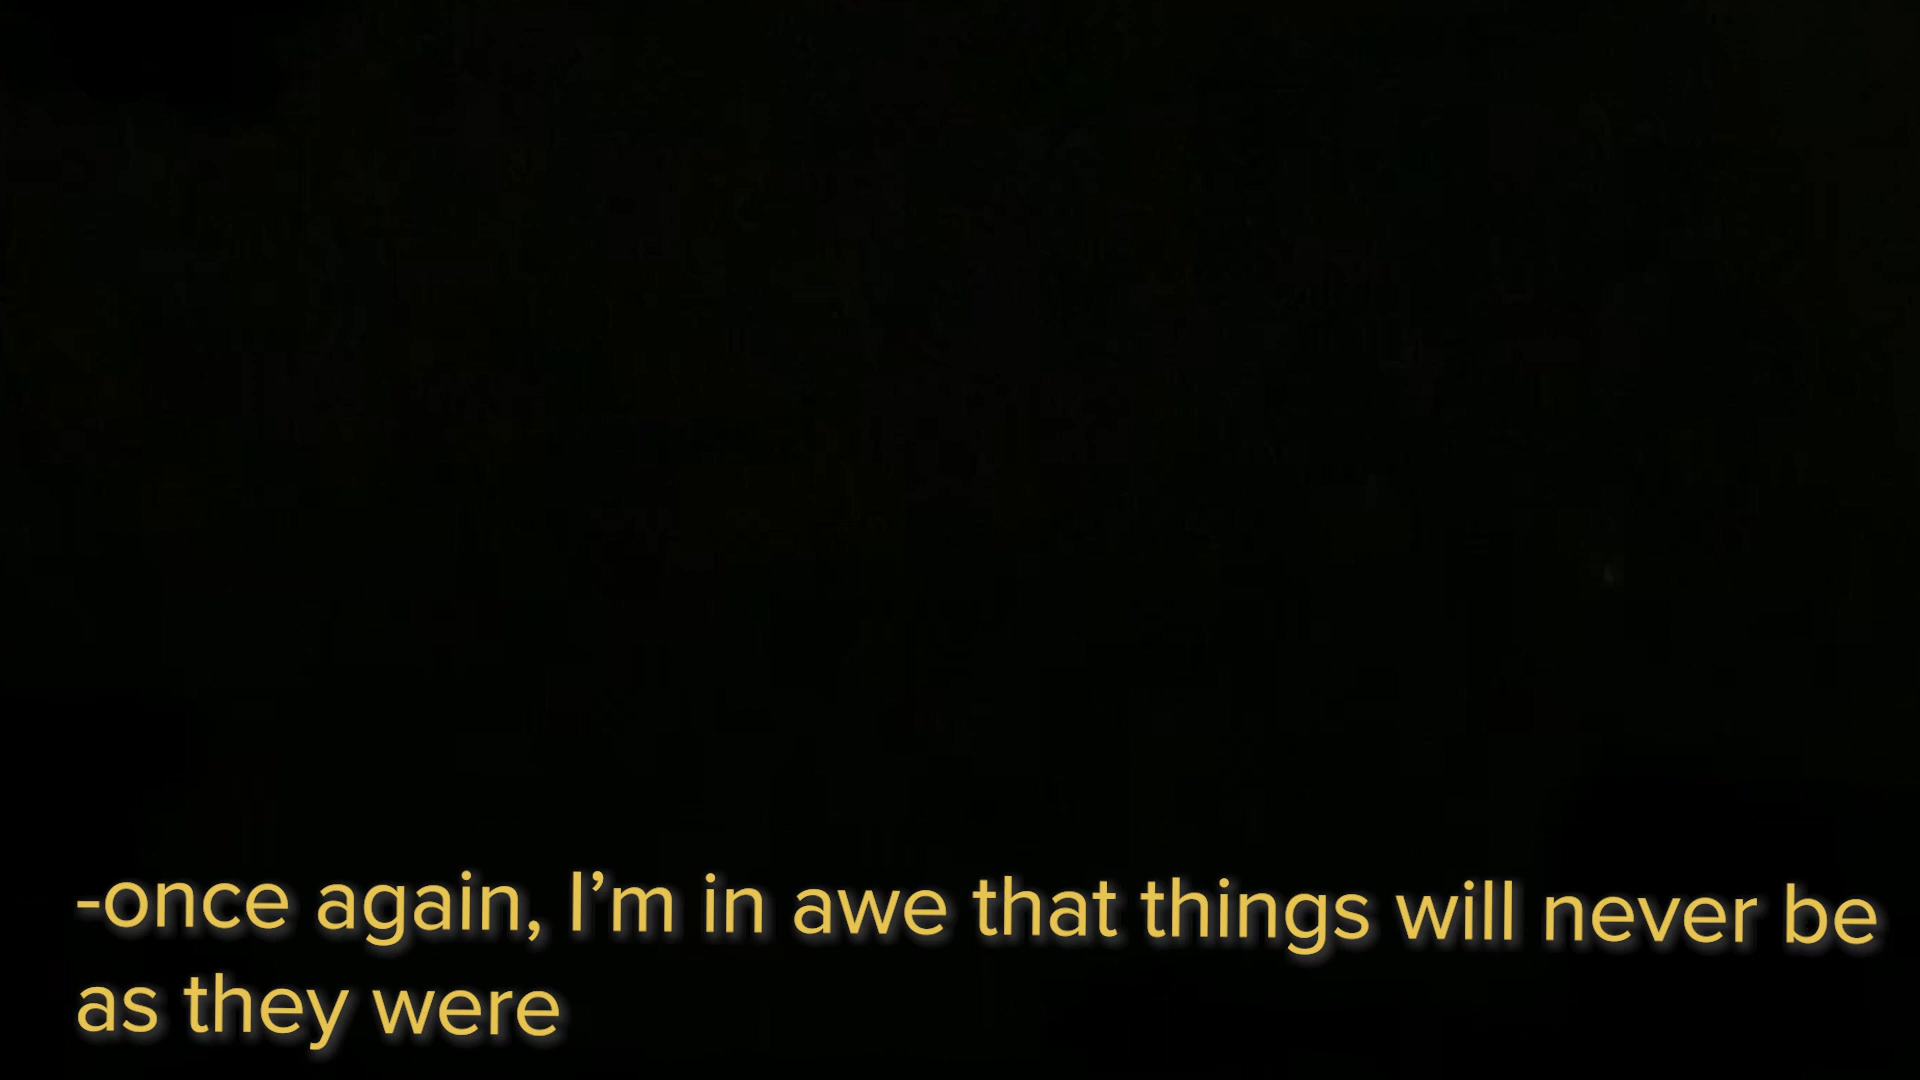 -once again, I’m in awe that things will never be
as they were